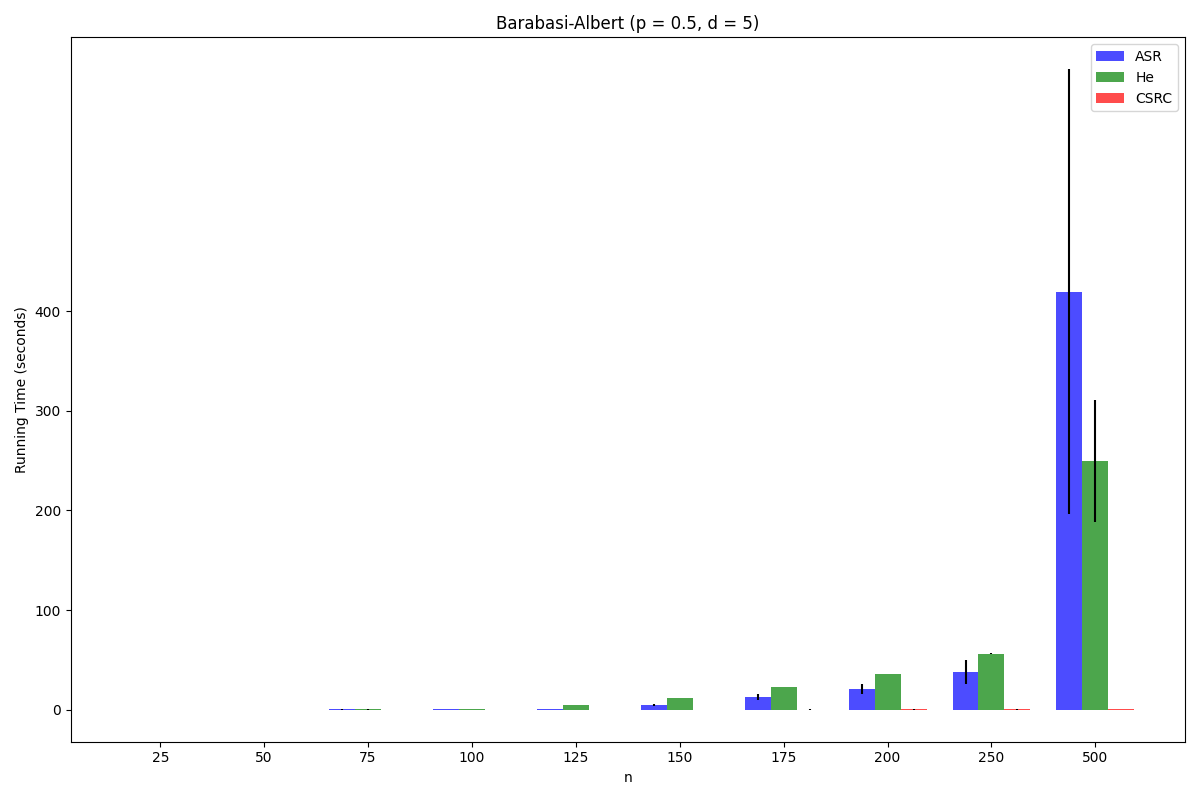 Barabasi-Albert (p = 0.5, d = 5)
ASR
He
CSRC
Running Time (seconds)
400
300
200
100
0
25 50 75 100 125 150 175 200 250 500
n